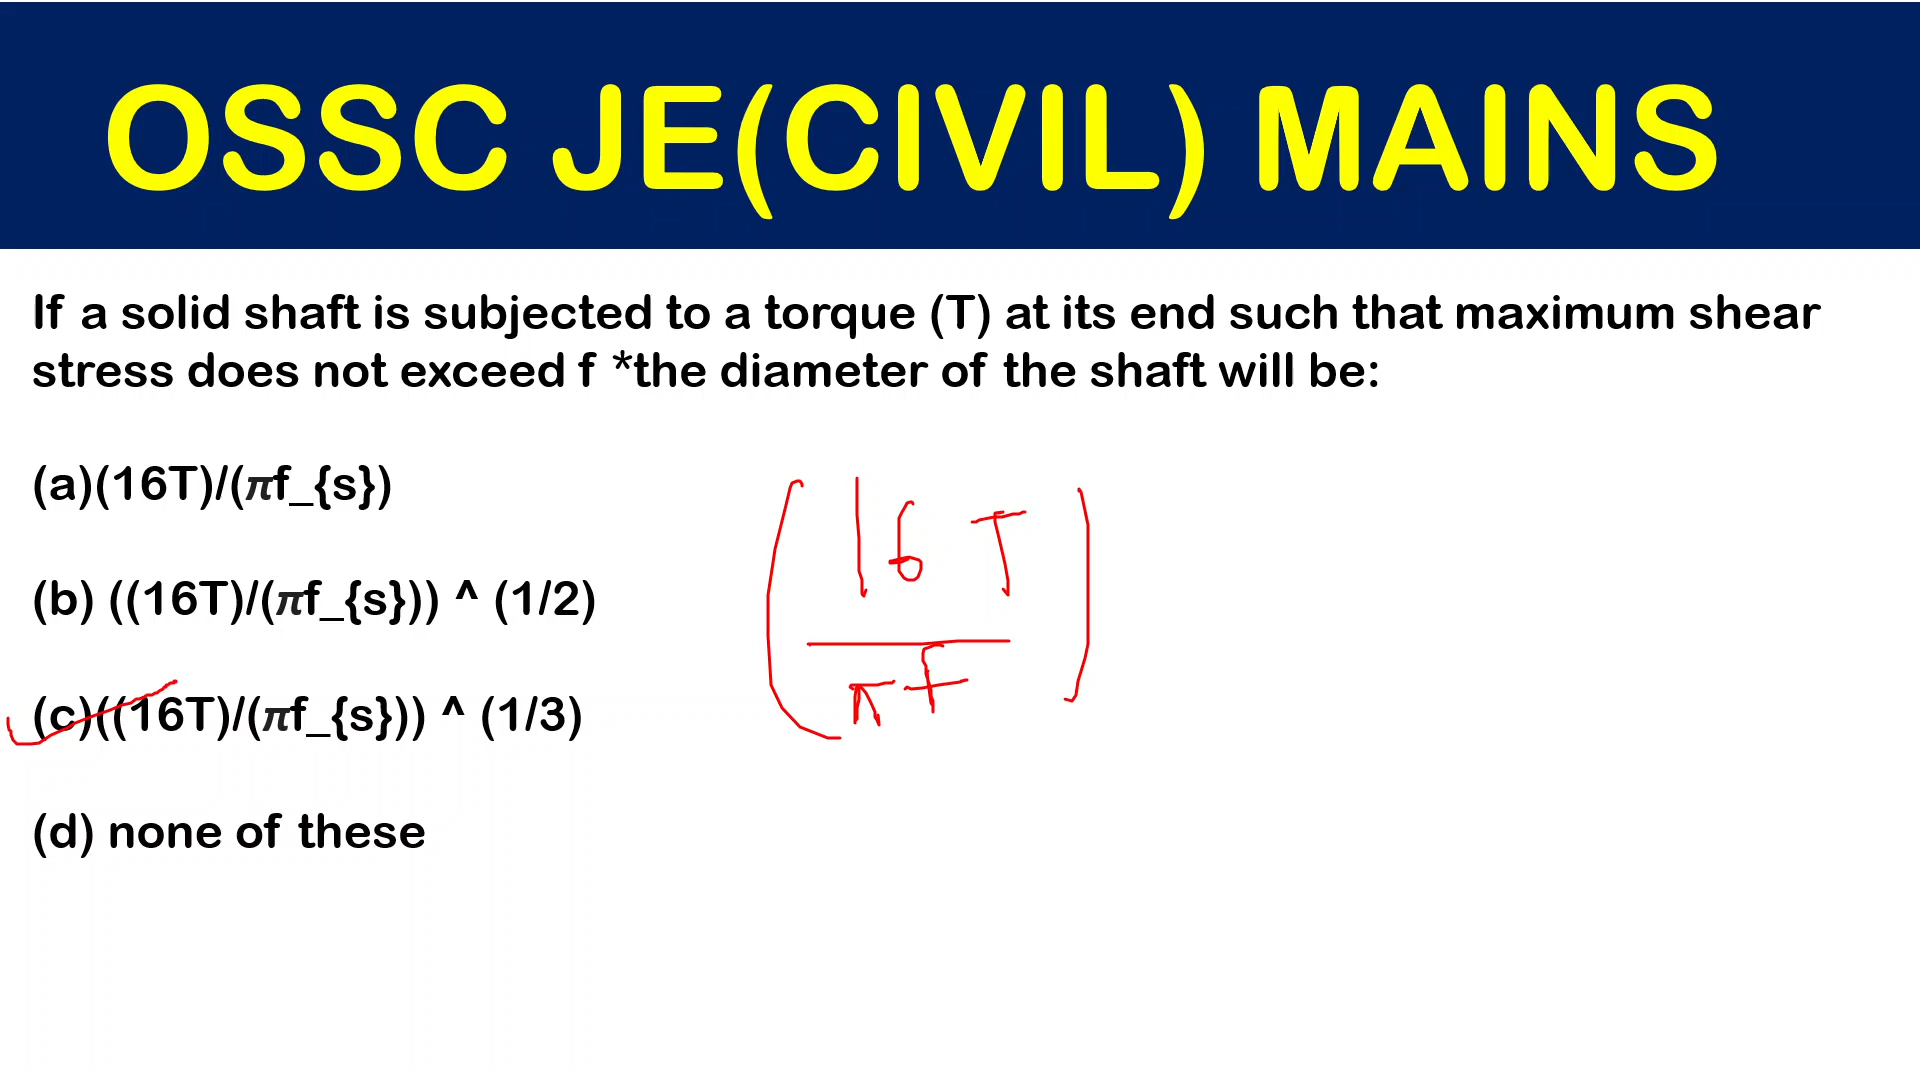 OSSC JE(CIVIL) MAINS
If a solid shaft is subjected to a torque (T) at its end such that maximum shear
stress does not exceed f *the diameter of the shaft will be:
(a)(16T)/(πf_{s})
(b) ((16T)/(πf_{s})) ^ (1/2)
(c)((16T)/(πf_{s})) ^ (1/3)
(d) none of these
(16 T
πf)